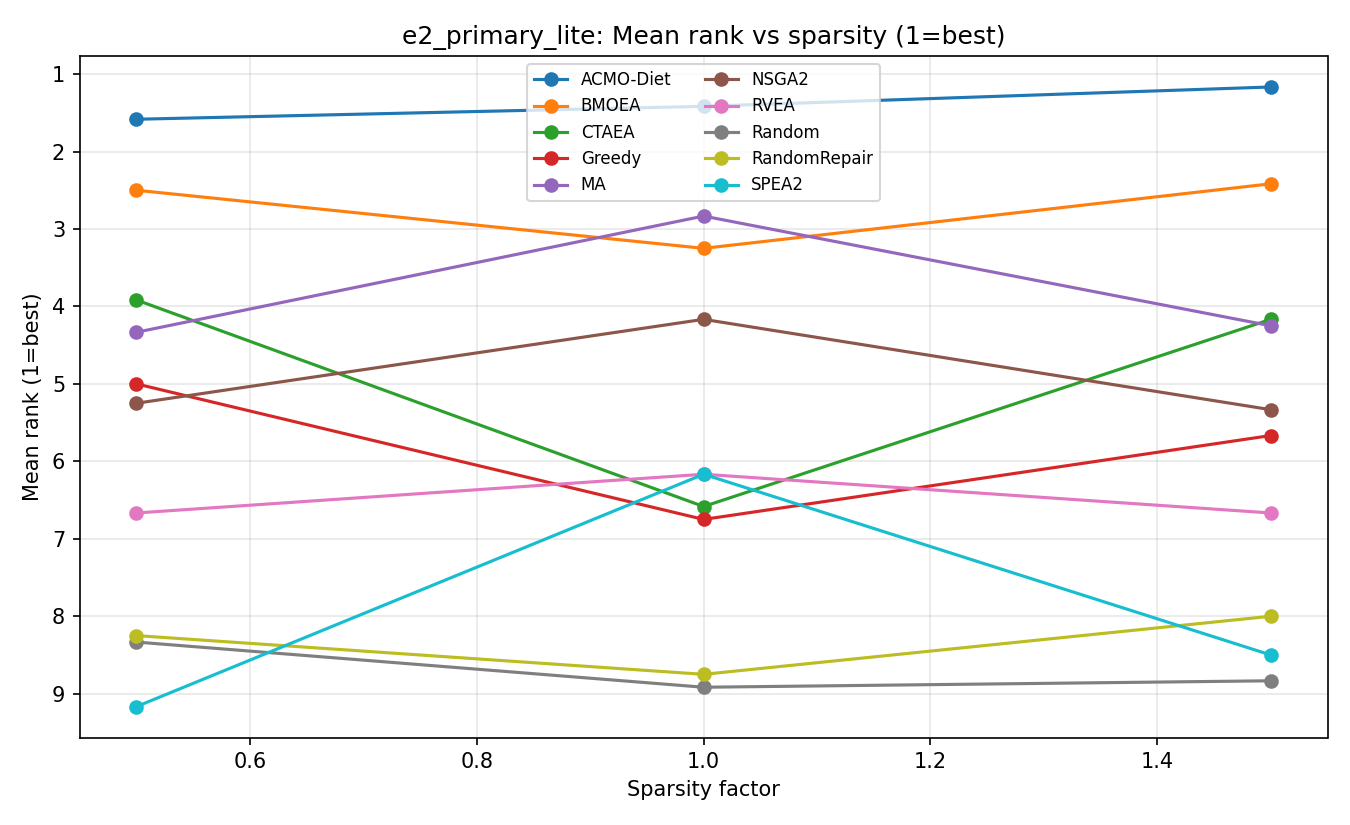 e2_primary_lite: Mean rank vs sparsity (1=best)
Mean rank (1=best)
1
2
3
4
5
6
7
8
9
ACMO-Diet
BMOEA
CTAEA
Greedy
MA
NSGA2
RVEA
Random
RandomRepair
SPEA2
0.6 0.8 1.0 1.2 1.4
Sparsity factor